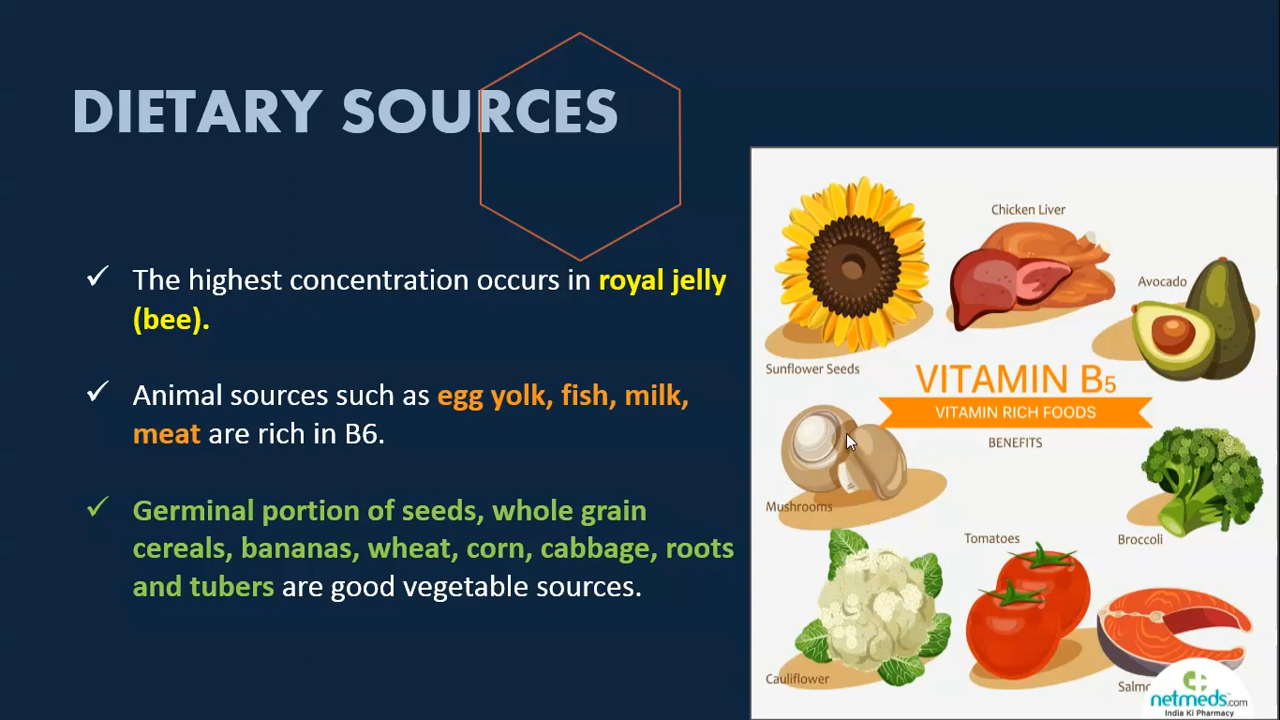 DIETARY SOURCES
✓ The highest concentration occurs in royal jelly
(bee).
✓ Animal sources such as egg yolk, fish, milk,
meat are rich in B6.
✓ Germinal portion of seeds, whole grain
cereals, bananas, wheat, corn, cabbage, roots
and tubers are good vegetable sources.
Chicken Liver
Avocado
Sunflower Seeds
VITAMIN B5
VITAMIN RICH FOODS
BENEFITS
Mushrooms
Tomatoes
Broccoli
Cauliflower
netmeds.com
India Ki Pharmacy